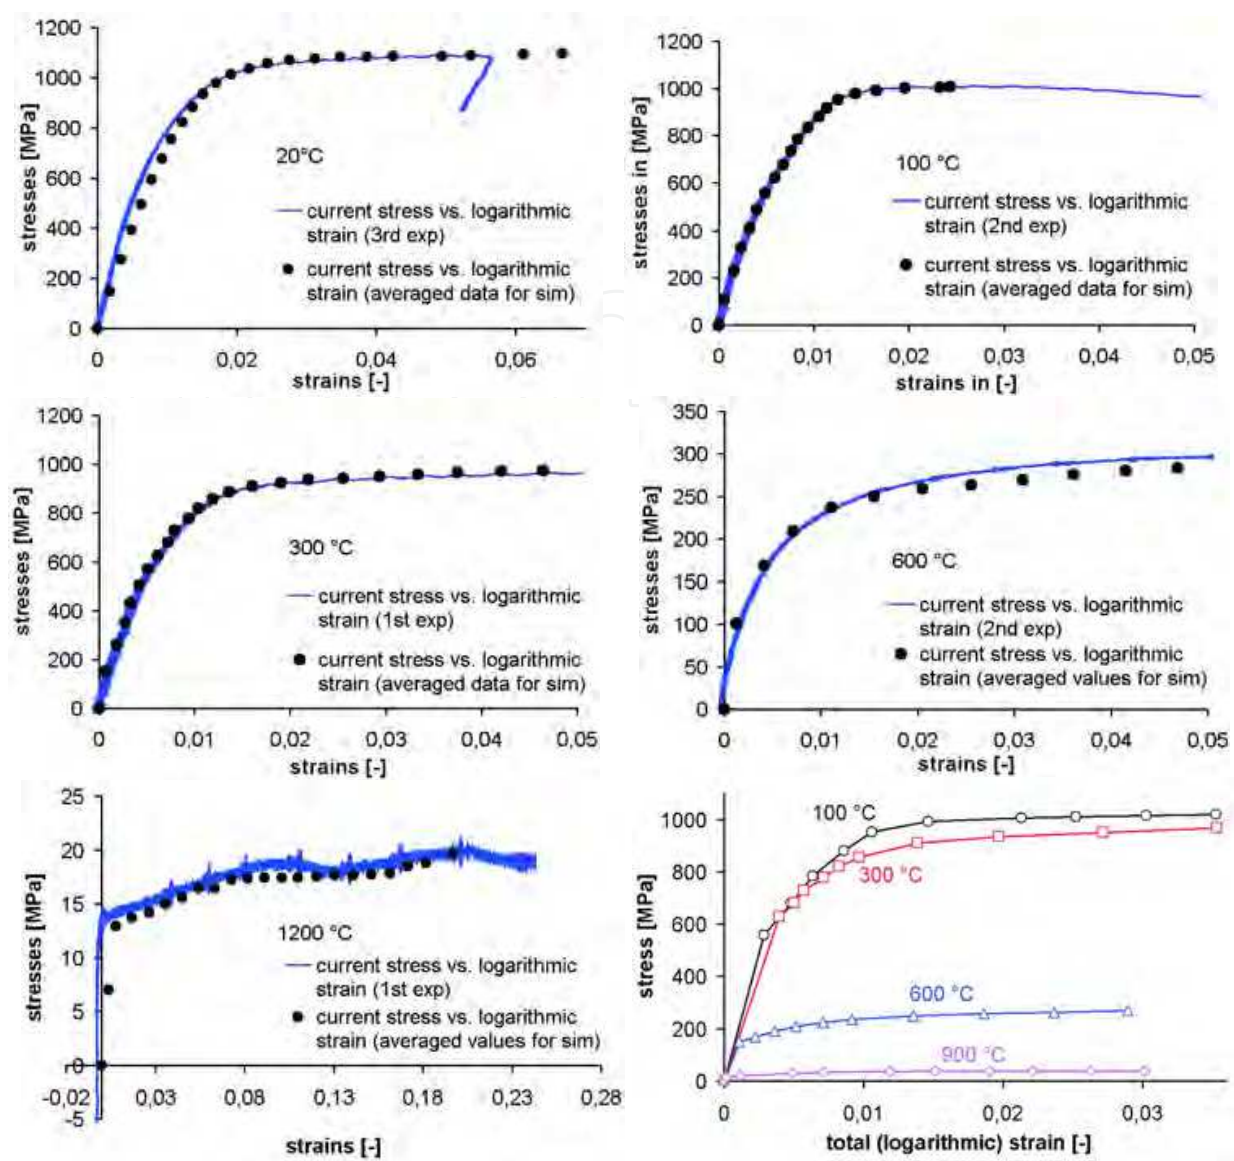 1200
1000
800
600
400
200
0
stresses [MPa]
20°C
current stress vs. logarithmic
strain (3rd exp)
current stress vs. logarithmic
strain (averaged data for sim)
0
0,02
0,04
0,06
strains [-]
1200
1000
800
600
400
200
0
stresses in [MPa]
100 °C
current stress vs. logarithmic
strain (2nd exp)
current stress vs. logarithmic
strain (averaged data for sim)
0
0,01
0,02
0,03
0,04
0,05
strains in [-]
1200
1000
800
600
400
200
0
stresses [MPa]
300 °C
current stress vs. logarithmic
strain (1st exp)
current stress vs. logarithmic
strain (averaged data for sim)
0
0,01
0,02
0,03
0,04
0,05
strains [-]
350
300
250
200
150
100
50
0
stresses [MPa]
600 °C
current stress vs. logarithmic
strain (2nd exp)
current stress vs. logarithmic
strain (averaged values for sim)
0
0,01
0,02
0,03
0,04
0,05
strains [-]
25
20
15
10
5
0
-5
stresses [MPa]
1200 °C
current stress vs. logarithmic
strain (1st exp)
current stress vs. logarithmic
strain (averaged values for sim)
-0,02
0,03
0,08
0,13
0,18
0,23
0,28
strains [-]
1000
800
600
400
200
0
stress [MPa]
100 °C
300 °C
600 °C
900 °C
0
0,01
0,02
0,03
total (logarithmic) strain [-]